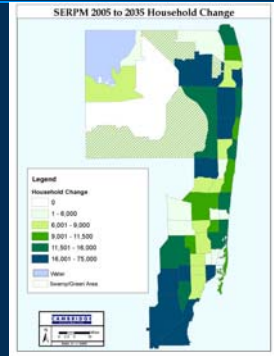 SERPM 2005 to 2035 Household Change
Legend
Household Change
0
1 - 6,000
6,001 - 9,000
9,001 - 11,500
11,501 - 16,000
16,001 - 75,000
Water
Swamp/Green Area
CAMBRIDGE